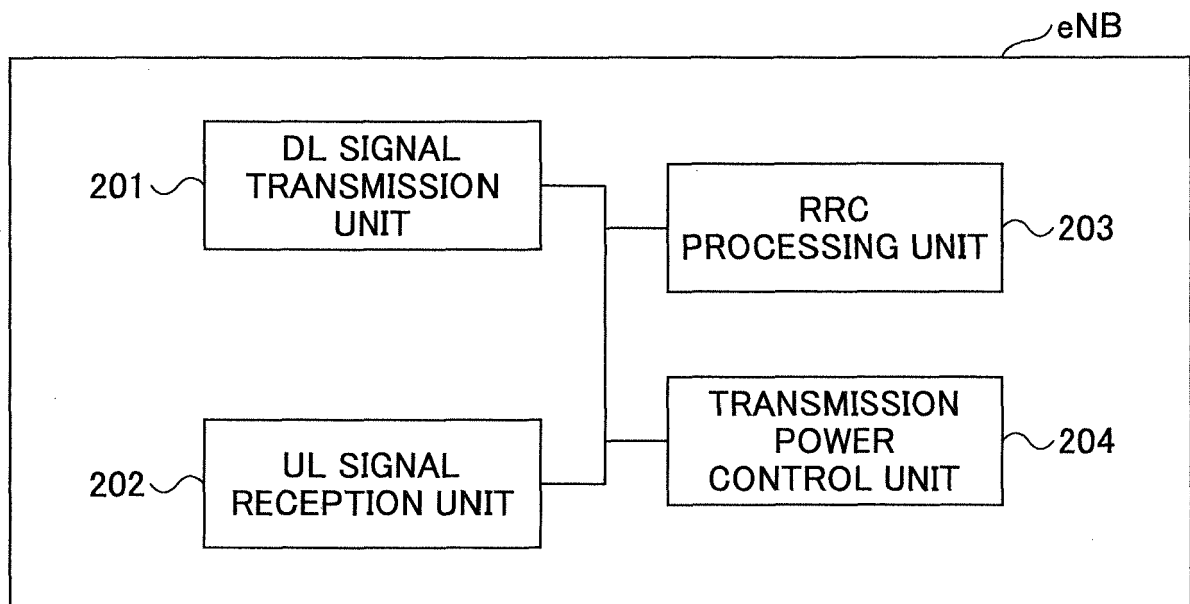 eNB
DL SIGNAL
TRANSMISSION
UNIT
201
RRC
PROCESSING UNIT
203
UL SIGNAL
RECEPTION UNIT
202
TRANSMISSION
POWER
CONTROL UNIT
204